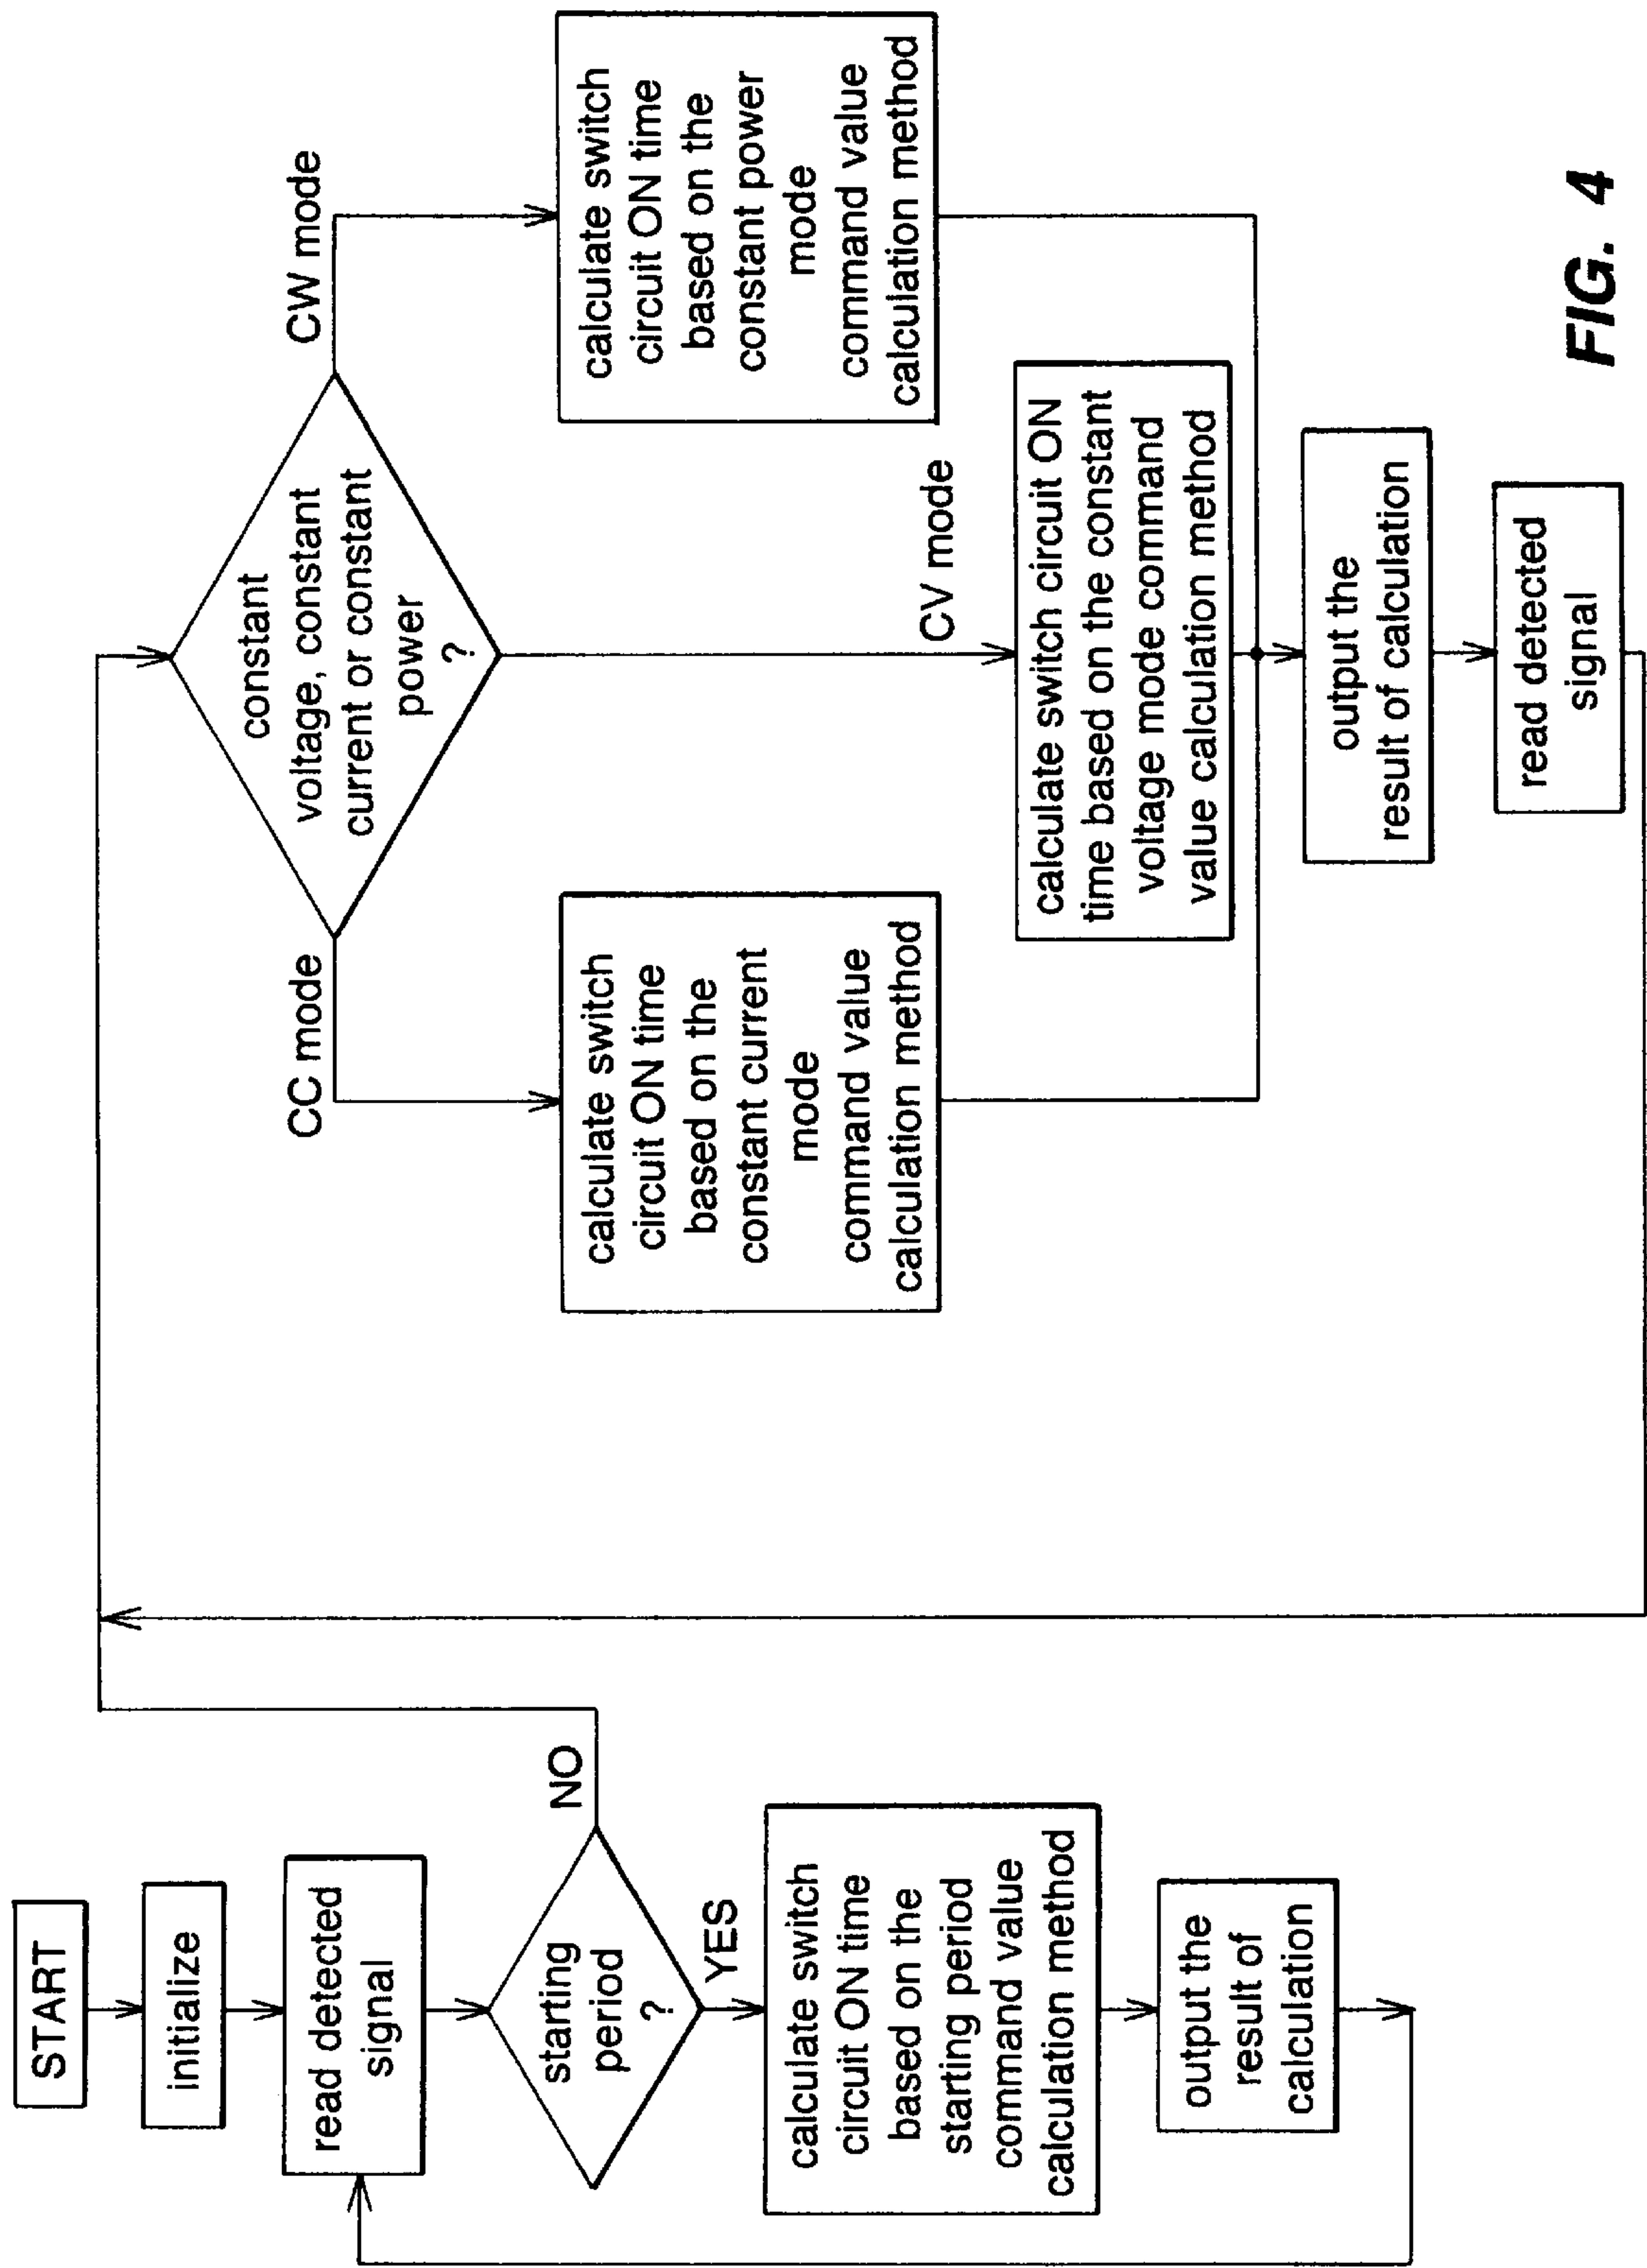 START
initialize
read detected
signal
starting
period
?
NO
YES
calculate switch
circuit ON time
based on the
starting period
command value
calculation method
output the
result of
calculation
constant
voltage, constant
current or constant
power
?
CC mode
CW mode
CV mode
calculate switch
circuit ON time
based on the
constant current
mode
command value
calculation method
calculate switch circuit ON
time based on the constant
voltage mode command
value calculation method
calculate switch
circuit ON time
based on the
constant power
mode
command value
calculation method
output the
result of calculation
read detected
signal
FIG. 4